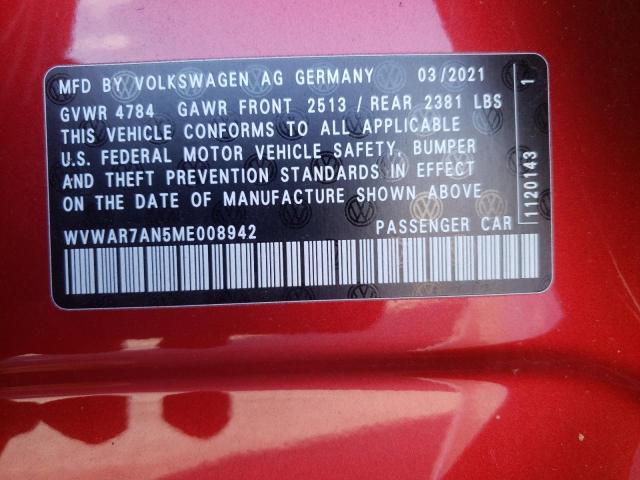 MFD BY VOLKSWAGEN AG GERMANY 03/2021
GVWR 4784 GAWR FRONT 2513 / REAR 2381 LBS
THIS VEHICLE CONFORMS TO ALL APPLICABLE
U.S. FEDERAL MOTOR VEHICLE SAFETY, BUMPER
AND THEFT PREVENTION STANDARDS IN EFFECT
ON THE DATE OF MANUFACTURE SHOWN ABOVE
WVWAR7AN5ME008942 PASSENGER CAR
1120143 1